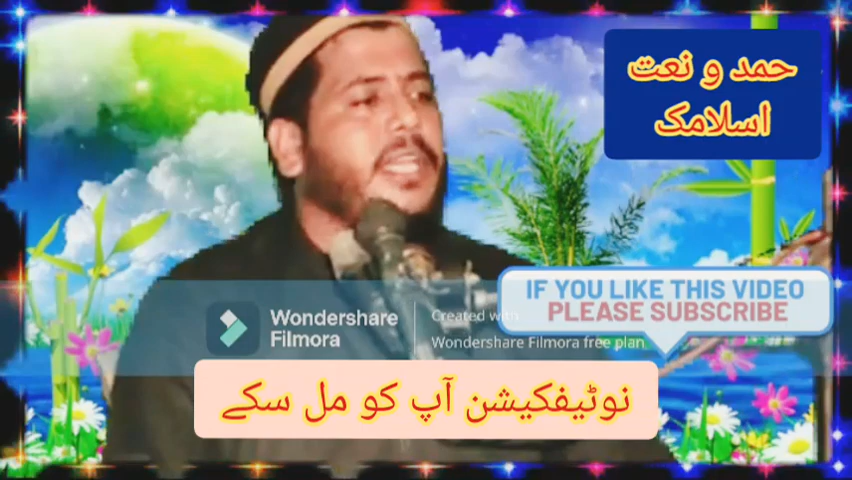 حمد و نعت
اسلامک
IF YOU LIKE THIS VIDEO
PLEASE SUBSCRIBE
Wondershare
Filmora
Created with
Wondershare Filmora free plan
نوٹیفکیشن آپ کو مل سکے